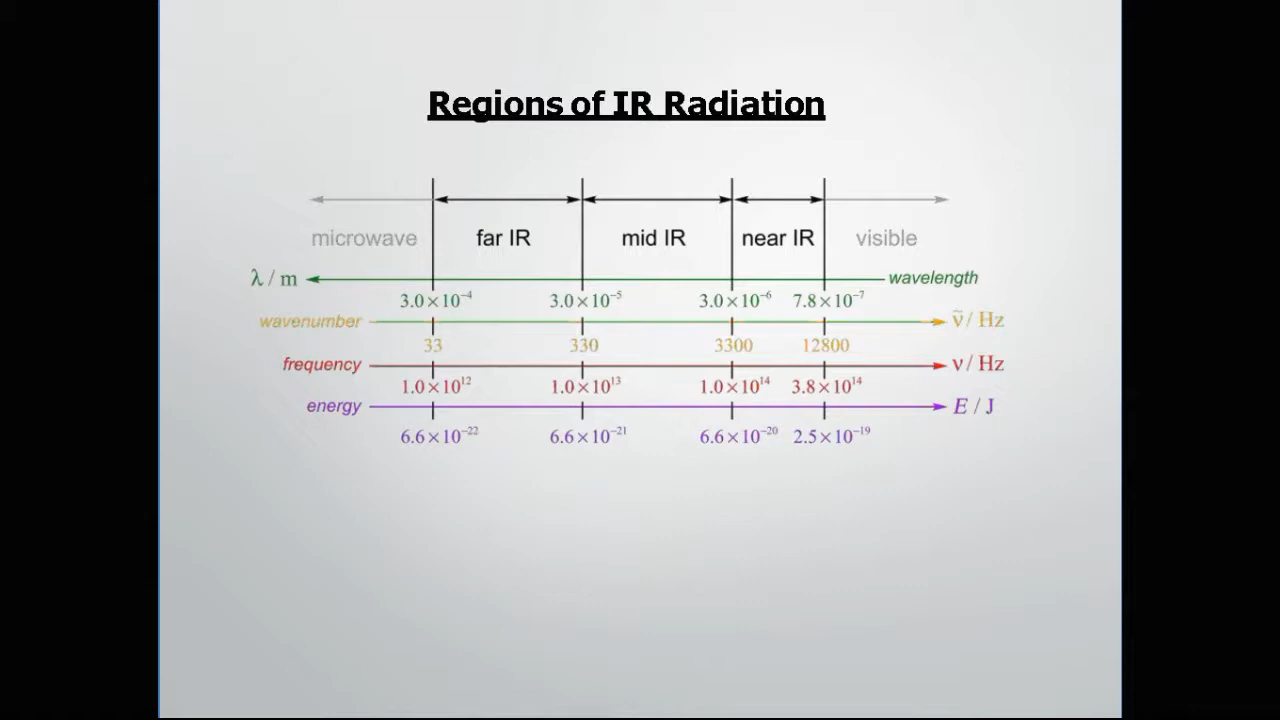 Regions of IR Radiation
microwave far IR mid IR near IR visible
λ / m wavelength
3.0×10⁻⁴ 3.0×10⁻⁵ 3.0×10⁻⁶ 7.8×10⁻⁷
wavenumber ν̃ / Hz
33 330 3300 12800
frequency ν / Hz
1.0×10¹² 1.0×10¹³ 1.0×10¹⁴ 3.8×10¹⁴
energy E / J
6.6×10⁻²² 6.6×10⁻²¹ 6.6×10⁻²⁰ 2.5×10⁻¹⁹